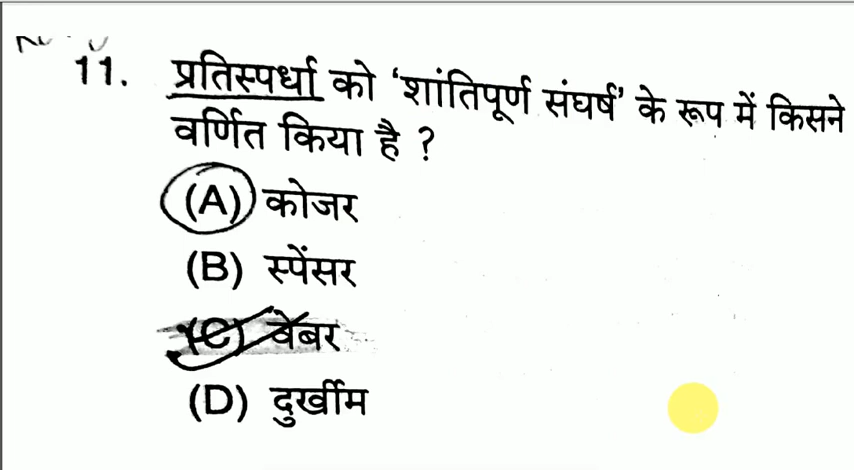 11. प्रतिस्पर्धा को ‘शांतिपूर्ण संघर्ष’ के रूप में किसने
वर्णित किया है ?
(A) कोजर
(B) स्पेंसर
(C) वेबर
(D) दुर्खीम